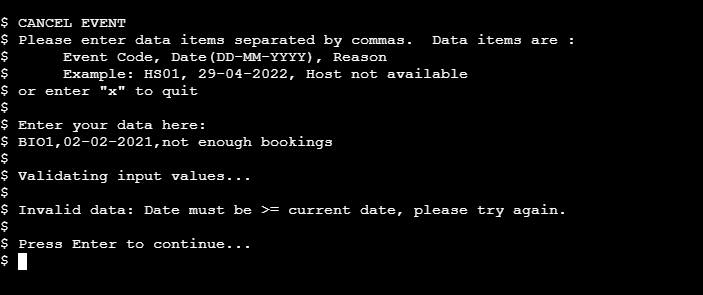 $ CANCEL EVENT
$ Please enter data items separated by commas.  Data items are :
$      Event Code, Date(DD-MM-YYYY), Reason
$      Example: HS01, 29-04-2022, Host not available
$ or enter "x" to quit
$
$ Enter your data here:
$ BIO1,02-02-2021,not enough bookings
$
$ Validating input values...
$
$ Invalid data: Date must be >= current date, please try again.
$
$ Press Enter to continue...
$